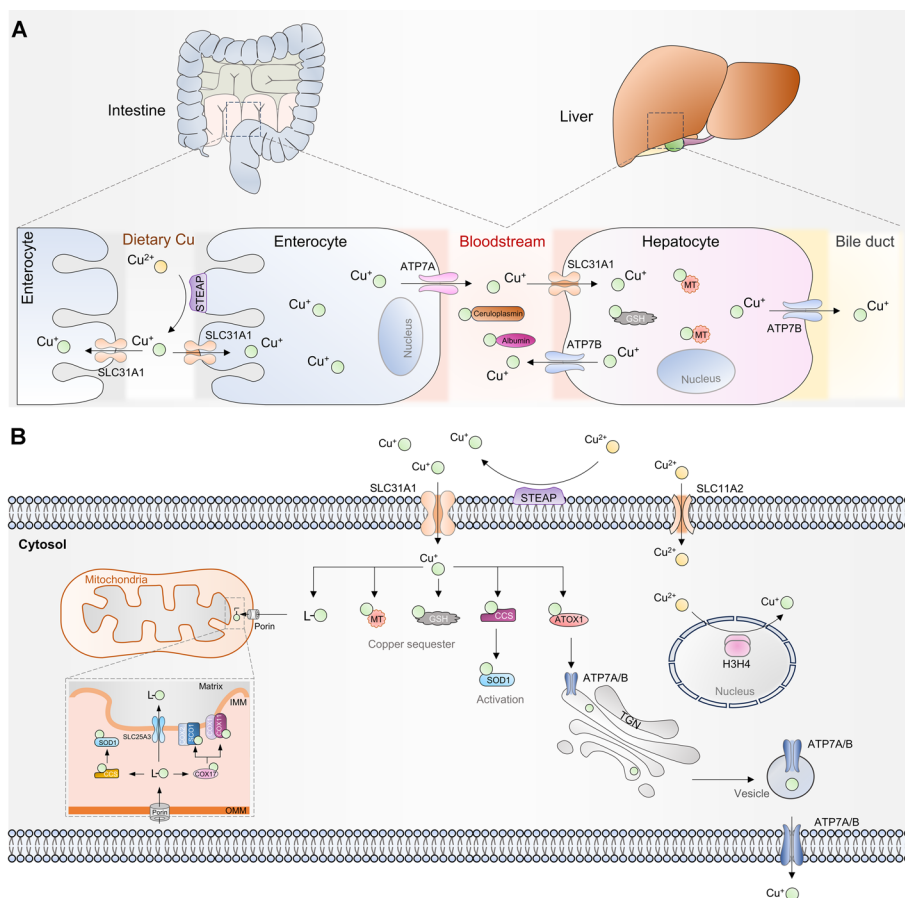 A
Intestine
Liver
Enterocyte
Dietary Cu
Cu²⁺
STEAP
Cu⁺
SLC31A1
Cu⁺
SLC31A1
Cu⁺
Enterocyte
Cu⁺
Cu⁺
Cu⁺
Nucleus
ATP7A
Bloodstream
Cu⁺
Ceruloplasmin
Albumin
Cu⁺
SLC31A1
ATP7B
Hepatocyte
Cu⁺
MT
GSH
Cu⁺
MT
Cu⁺
Nucleus
ATP7B
Bile duct
Cu⁺
B
Cu⁺
Cu⁺
Cu⁺
Cu²⁺
Cu²⁺
SLC31A1
STEAP
SLC11A2
Cytosol
Cu⁺
Cu²⁺
Mitochondria
Porin
L-
MT
GSH
CCS
ATOX1
Copper sequester
SOD1
Activation
ATP7A/B
TGN
Cu²⁺
Cu⁺
H3H4
Nucleus
Matrix
L-
IMM
SLC25A3
SOD1
SCO1
COX11
CCS
L-
COX17
OMM
Porin
ATP7A/B
Vesicle
ATP7A/B
Cu⁺